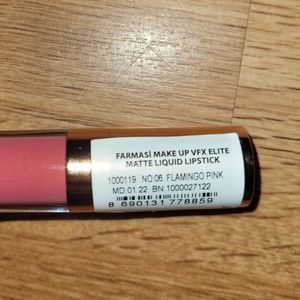 FARMASİ MAKE UP VFX ELITE
MATTE LIQUID LIPSTICK
1000119 NO:06 FLAMINGO PINK
MD:01.22 BN:1000027122
8 690131 778859